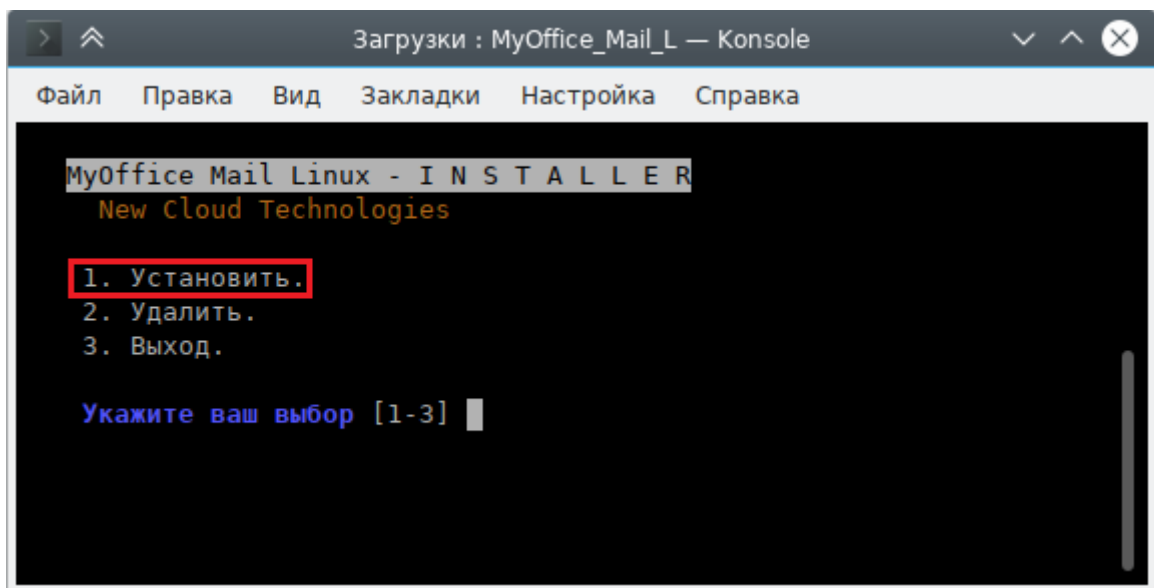 Загрузки : MyOffice_Mail_L — Konsole
Файл Правка Вид Закладки Настройка Справка
MyOffice Mail Linux - I N S T A L L E R
New Cloud Technologies
1. Установить.
2. Удалить.
3. Выход.
Укажите ваш выбор [1-3]